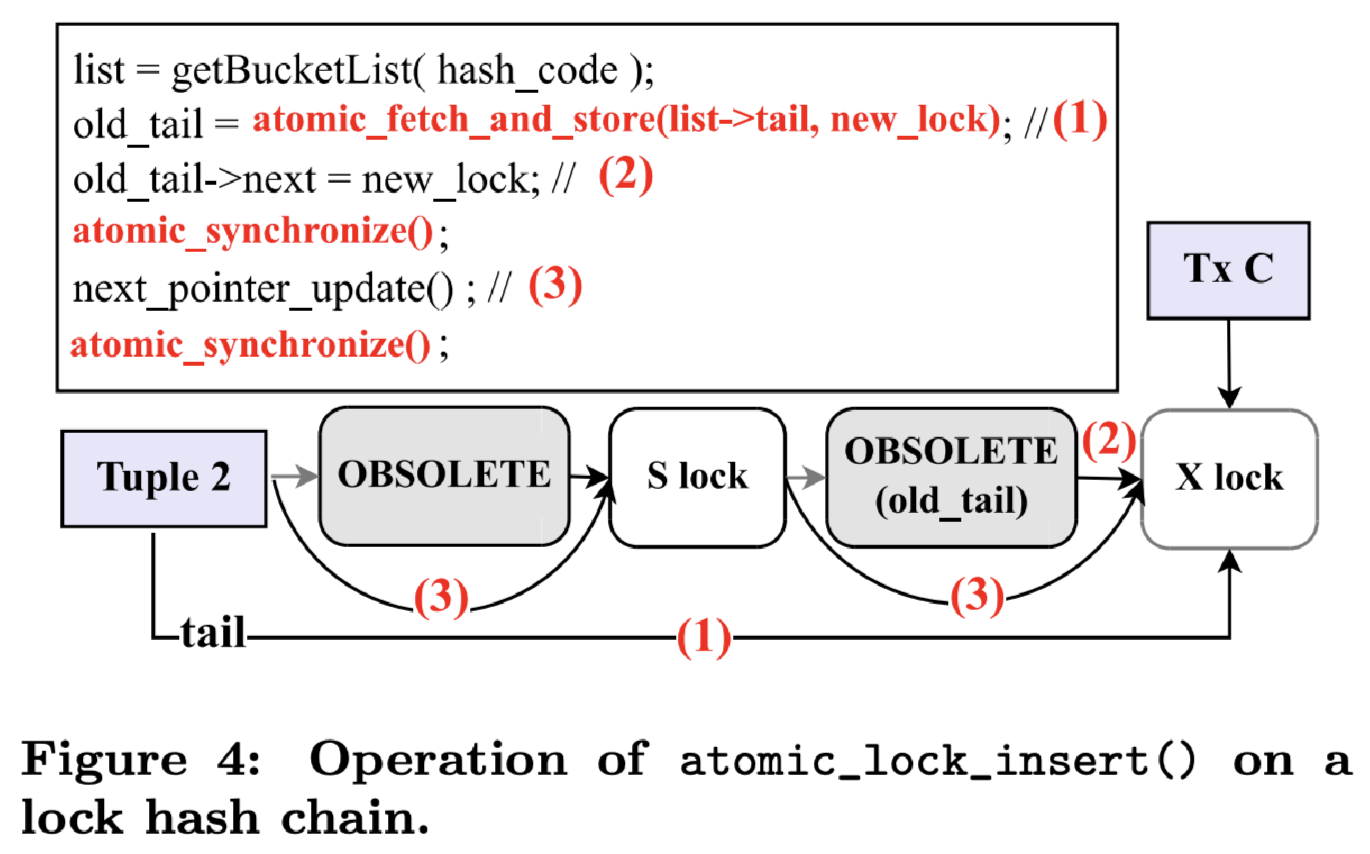 list = getBucketList( hash_code );
old_tail = atomic_fetch_and_store(list->tail, new_lock); //(1)
old_tail->next = new_lock; // (2)
atomic_synchronize();
next_pointer_update() ; // (3)
atomic_synchronize();
Tx C
Tuple 2
OBSOLETE
S lock
OBSOLETE
(old_tail)
(2)
X lock
(3)
(3)
tail
(1)
Figure 4: Operation of atomic_lock_insert() on a
lock hash chain.